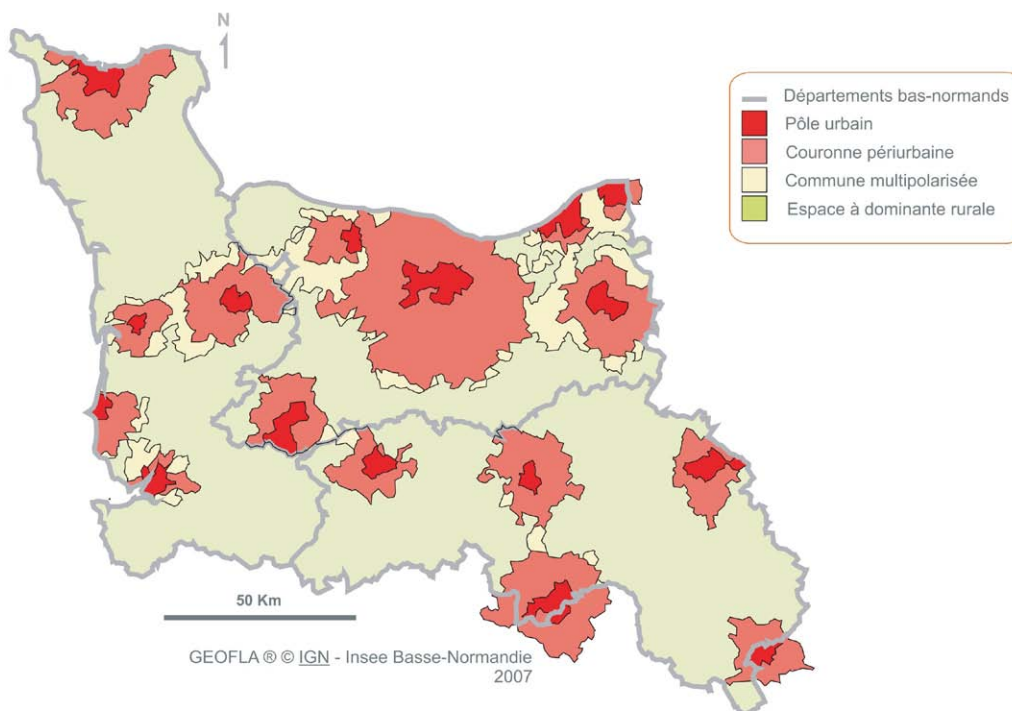 N
Départements bas-normands
Pôle urbain
Couronne périurbaine
Commune multipolarisée
Espace à dominante rurale
50 Km
GEOFLA ® © IGN - Insee Basse-Normandie
2007